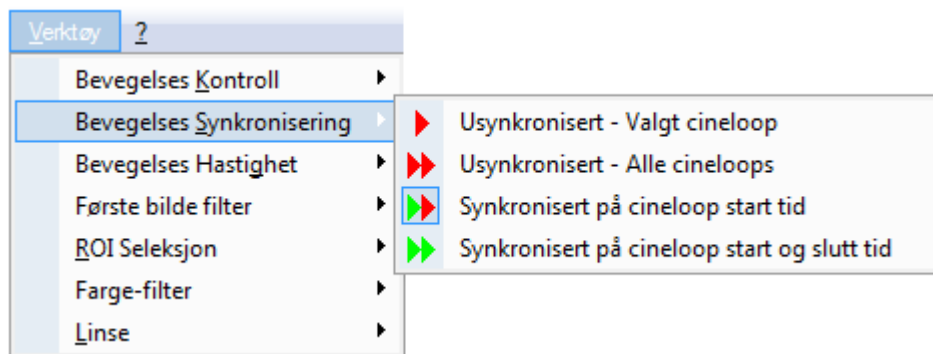 Verktøy ?
Bevegelses Kontroll
Bevegelses Synkronisering
Bevegelses Hastighet
Første bilde filter
ROI Seleksjon
Farge-filter
Linse
Usynkronisert - Valgt cineloop
Usynkronisert - Alle cineloops
Synkronisert på cineloop start tid
Synkronisert på cineloop start og slutt tid